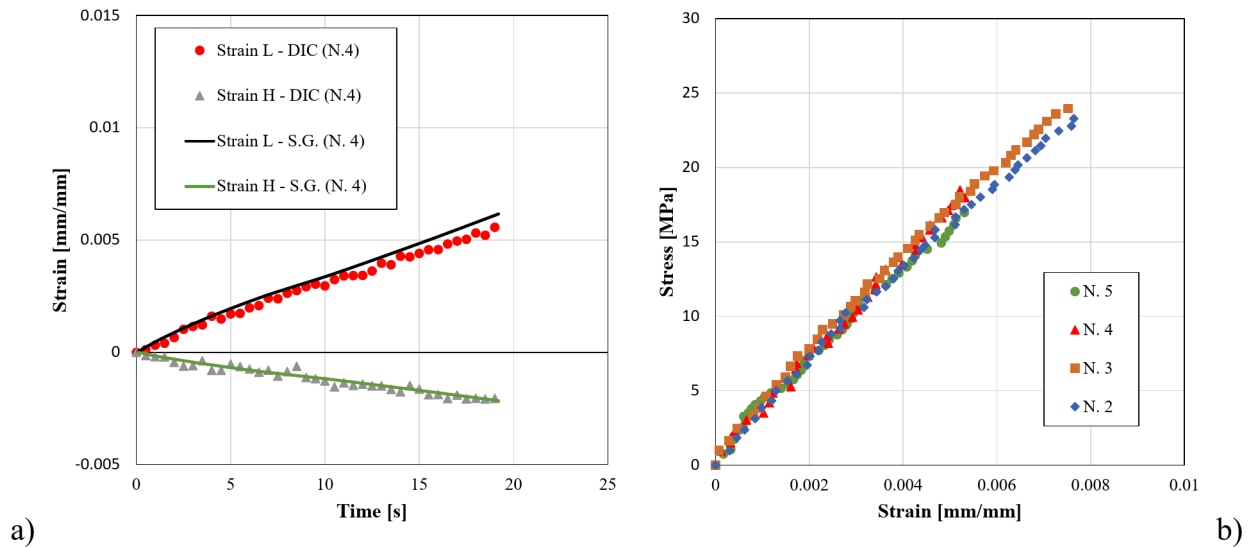 0.015
0.01
0.005
0
-0.005
Strain [mm/mm]
Strain L - DIC (N.4)
Strain H - DIC (N.4)
Strain L - S.G. (N. 4)
Strain H - S.G. (N. 4)
0 5 10 15 20 25
Time [s]
a)
30
25
20
15
10
5
0
Stress [MPa]
N. 5
N. 4
N. 3
N. 2
0 0.002 0.004 0.006 0.008 0.01
Strain [mm/mm]
b)